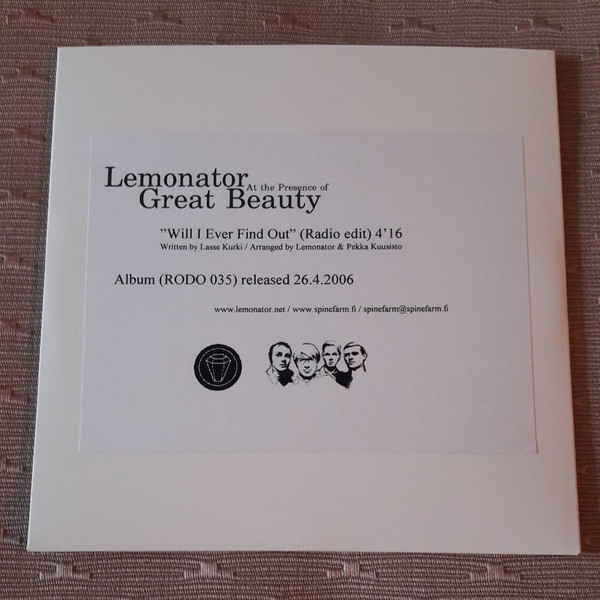 Lemonator
At the Presence of
Great Beauty
”Will I Ever Find Out” (Radio edit) 4’16
Written by Lasse Kurki / Arranged by Lemonator & Pekka Kuusisto
Album (RODO 035) released 26.4.2006
www.lemonator.net / www.spinefarm.fi / spinefarm@spinefarm.fi